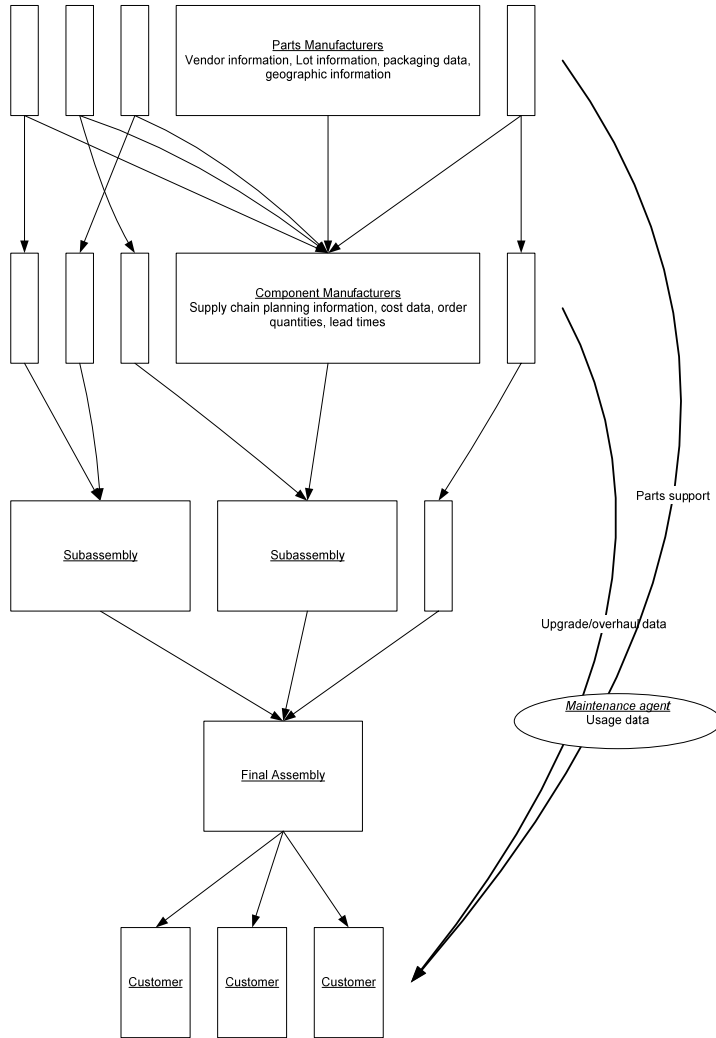 Parts Manufacturers
Vendor information, Lot information, packaging data,
geographic information
Component Manufacturers
Supply chain planning information, cost data, order
quantities, lead times
Parts support
Subassembly
Subassembly
Upgrade/overhaul data
Maintenance agent
Usage data
Final Assembly
Customer
Customer
Customer